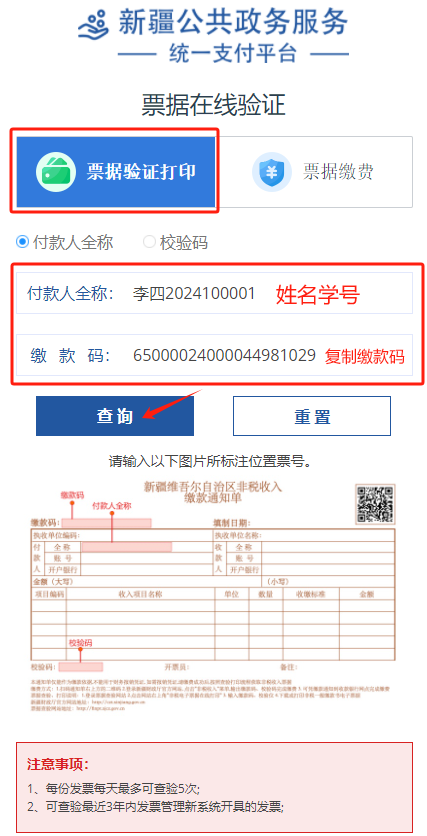 新疆公共政务服务
统一支付平台
票据在线验证
票据验证打印 票据缴费
付款人全称 校验码
付款人全称: 李四2024100001 姓名学号
缴 款 码: 65000024000044981029 复制缴款码
查询 重置
请输入以下图片所标注位置票号。
新疆维吾尔自治区非税收入
缴款通知单
缴款码
付款人全称
缴款码: 填制日期:
执收单位编码: 执收单位名称:
付 全 称 收 全 称
款 账 号 款 账 号
人 开户银行 人 开户银行
金额（大写） （小写）
项目编码 收入项目名称 单位 数量 收缴标准 金额
校验码
校验码: 开票员: 备注:
注意事项:
1、每份发票每天最多可查验5次;
2、可查验最近3年内发票管理新系统开具的发票;